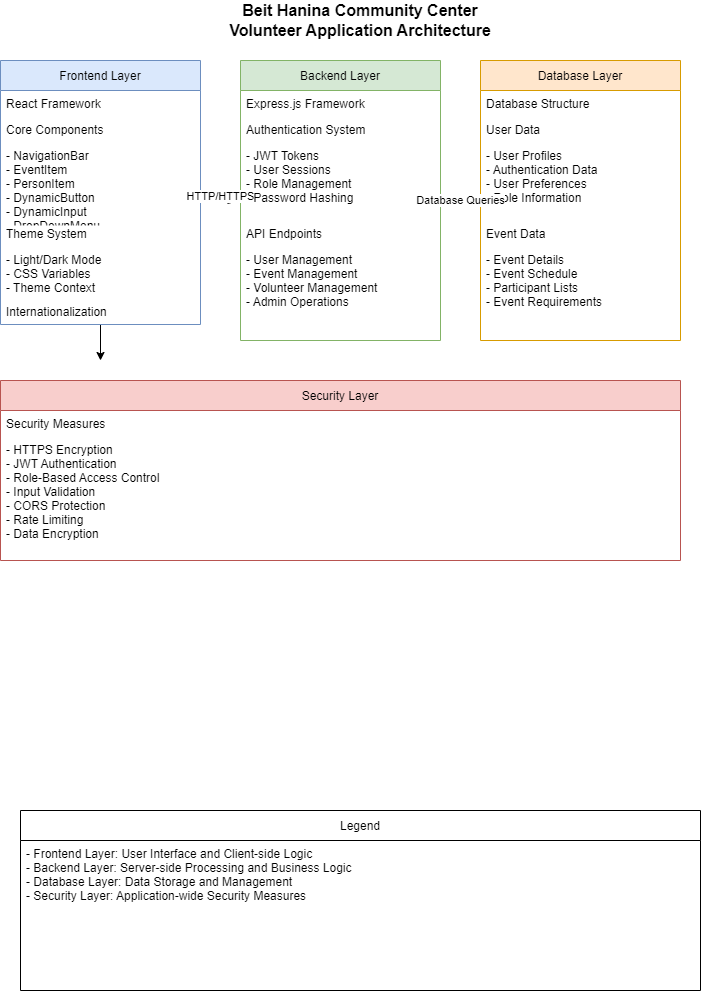 Beit Hanina Community Center
Volunteer Application Architecture
Frontend Layer
React Framework
Core Components
- NavigationBar
- EventItem
- PersonItem
- DynamicButton
- DynamicInput
- DropDownMenu
Theme System
- Light/Dark Mode
- CSS Variables
- Theme Context
Internationalization
HTTP/HTTPS
Backend Layer
Express.js Framework
Authentication System
- JWT Tokens
- User Sessions
- Role Management
Password Hashing
API Endpoints
- User Management
- Event Management
- Volunteer Management
- Admin Operations
Database Queries
Database Layer
Database Structure
User Data
- User Profiles
- Authentication Data
- User Preferences
Role Information
Event Data
- Event Details
- Event Schedule
- Participant Lists
- Event Requirements
Security Layer
Security Measures
- HTTPS Encryption
- JWT Authentication
- Role-Based Access Control
- Input Validation
- CORS Protection
- Rate Limiting
- Data Encryption
Legend
- Frontend Layer: User Interface and Client-side Logic
- Backend Layer: Server-side Processing and Business Logic
- Database Layer: Data Storage and Management
- Security Layer: Application-wide Security Measures